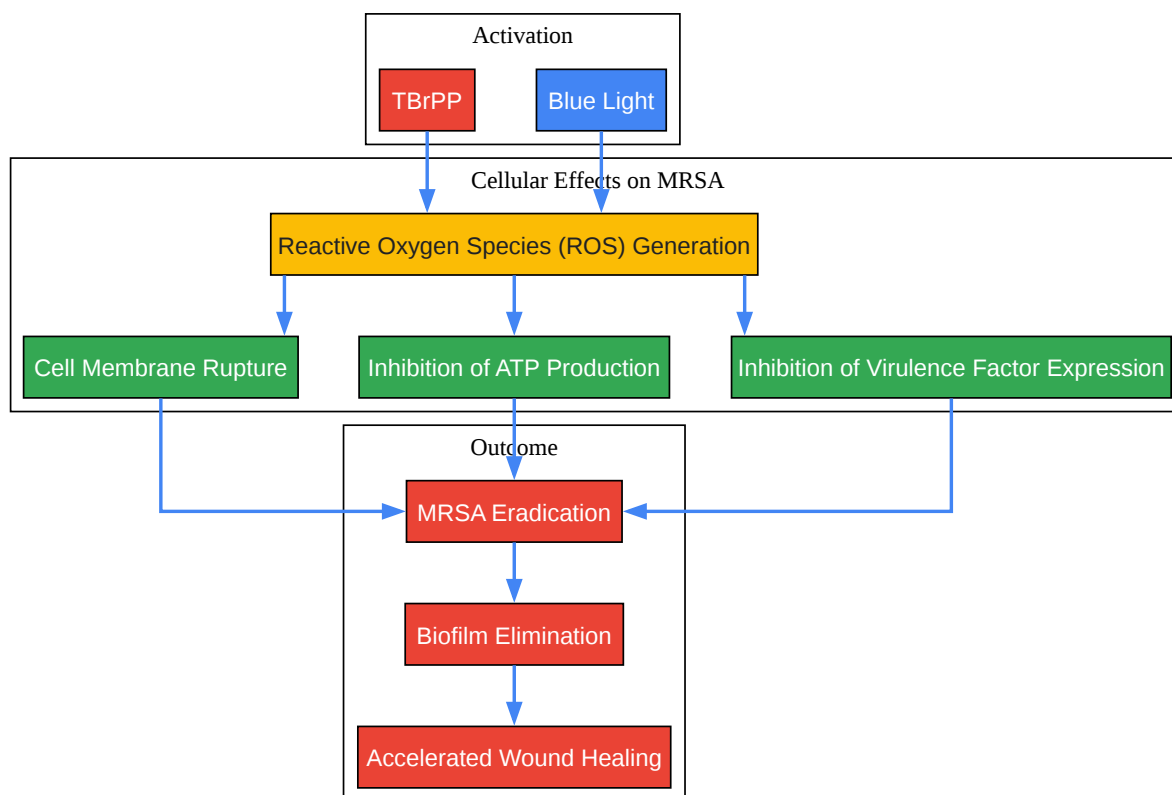 Activation
TBrPP
Blue Light
Cellular Effects on MRSA
Reactive Oxygen Species (ROS) Generation
Cell Membrane Rupture
Inhibition of ATP Production
Inhibition of Virulence Factor Expression
Outcome
MRSA Eradication
Biofilm Elimination
Accelerated Wound Healing